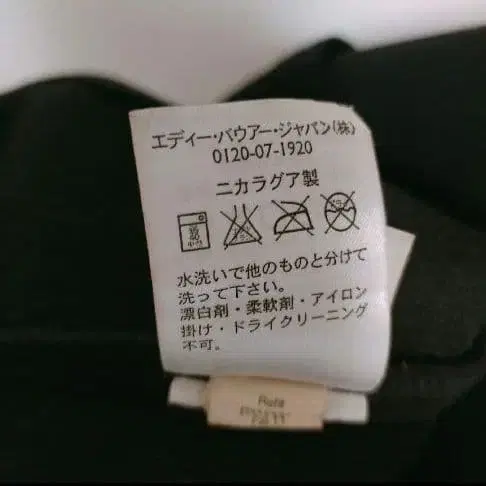 エディー・バウアー・ジャパン(株)
0120-07-1920
ニカラグア製
水洗いで他のものと分けて
洗って下さい。
漂白剤・柔軟剤・アイロン
掛け・ドライクリーニング
不可。